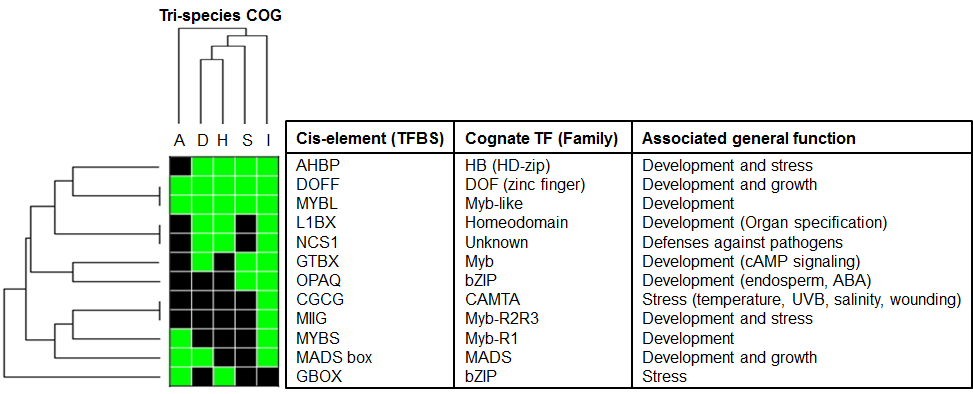 Tri-species COG
A D H S I
Cis-element (TFBS) Cognate TF (Family) Associated general function
AHBP HB (HD-zip) Development and stress
DOFF DOF (zinc finger) Development and growth
MYBL Myb-like Development
L1BX Homeodomain Development (Organ specification)
NCS1 Unknown Defenses against pathogens
GTBX Myb Development (cAMP signaling)
OPAQ bZIP Development (endosperm, ABA)
CGCG CAMTA Stress (temperature, UVB, salinity, wounding)
MIIG Myb-R2R3 Development and stress
MYBS Myb-R1 Development
MADS box MADS Development and growth
GBOX bZIP Stress